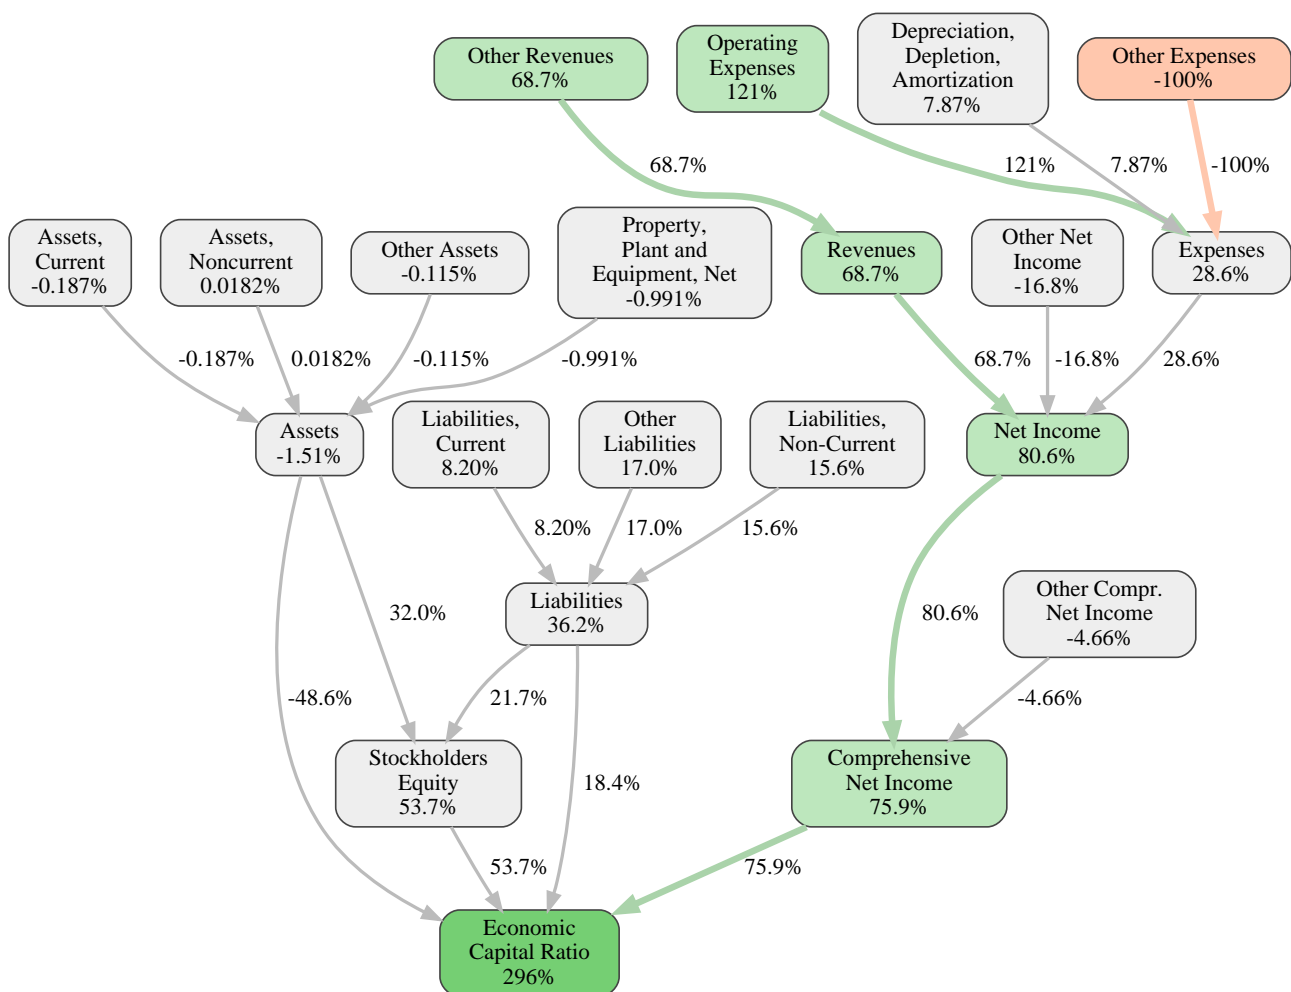 Other Revenues
68.7%
Operating
Expenses
121%
Depreciation,
Depletion,
Amortization
7.87%
Other Expenses
-100%
68.7%
121%
7.87%
-100%
Assets,
Current
-0.187%
Assets,
Noncurrent
0.0182%
Other Assets
-0.115%
Property,
Plant and
Equipment, Net
-0.991%
Revenues
68.7%
Other Net
Income
-16.8%
Expenses
28.6%
-0.187%
0.0182%
-0.115%
-0.991%
68.7%
-16.8%
28.6%
Assets
-1.51%
Liabilities,
Current
8.20%
Other
Liabilities
17.0%
Liabilities,
Non-Current
15.6%
Net Income
80.6%
8.20%
17.0%
15.6%
Liabilities
36.2%
Other Compr.
Net Income
-4.66%
32.0%
80.6%
-48.6%
21.7%
-4.66%
Stockholders
Equity
53.7%
18.4%
Comprehensive
Net Income
75.9%
53.7%
75.9%
Economic
Capital Ratio
296%